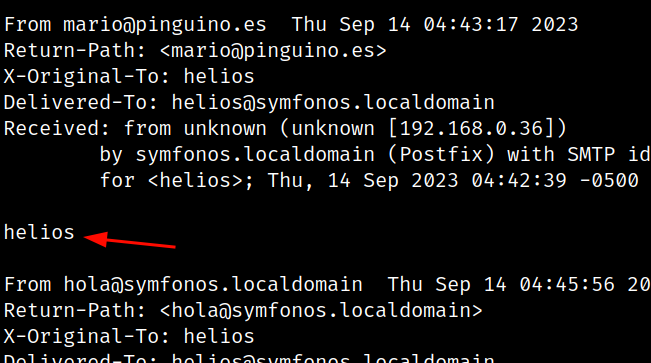 From mario@pinguino.es  Thu Sep 14 04:43:17 2023
Return-Path: <mario@pinguino.es>
X-Original-To: helios
Delivered-To: helios@symfonos.localdomain
Received: from unknown (unknown [192.168.0.36])
        by symfonos.localdomain (Postfix) with SMTP id
        for <helios>; Thu, 14 Sep 2023 04:42:39 -0500
helios
From hola@symfonos.localdomain  Thu Sep 14 04:45:56 20
Return-Path: <hola@symfonos.localdomain>
X-Original-To: helios
Delivered-To: helios@symfonos.localdomain